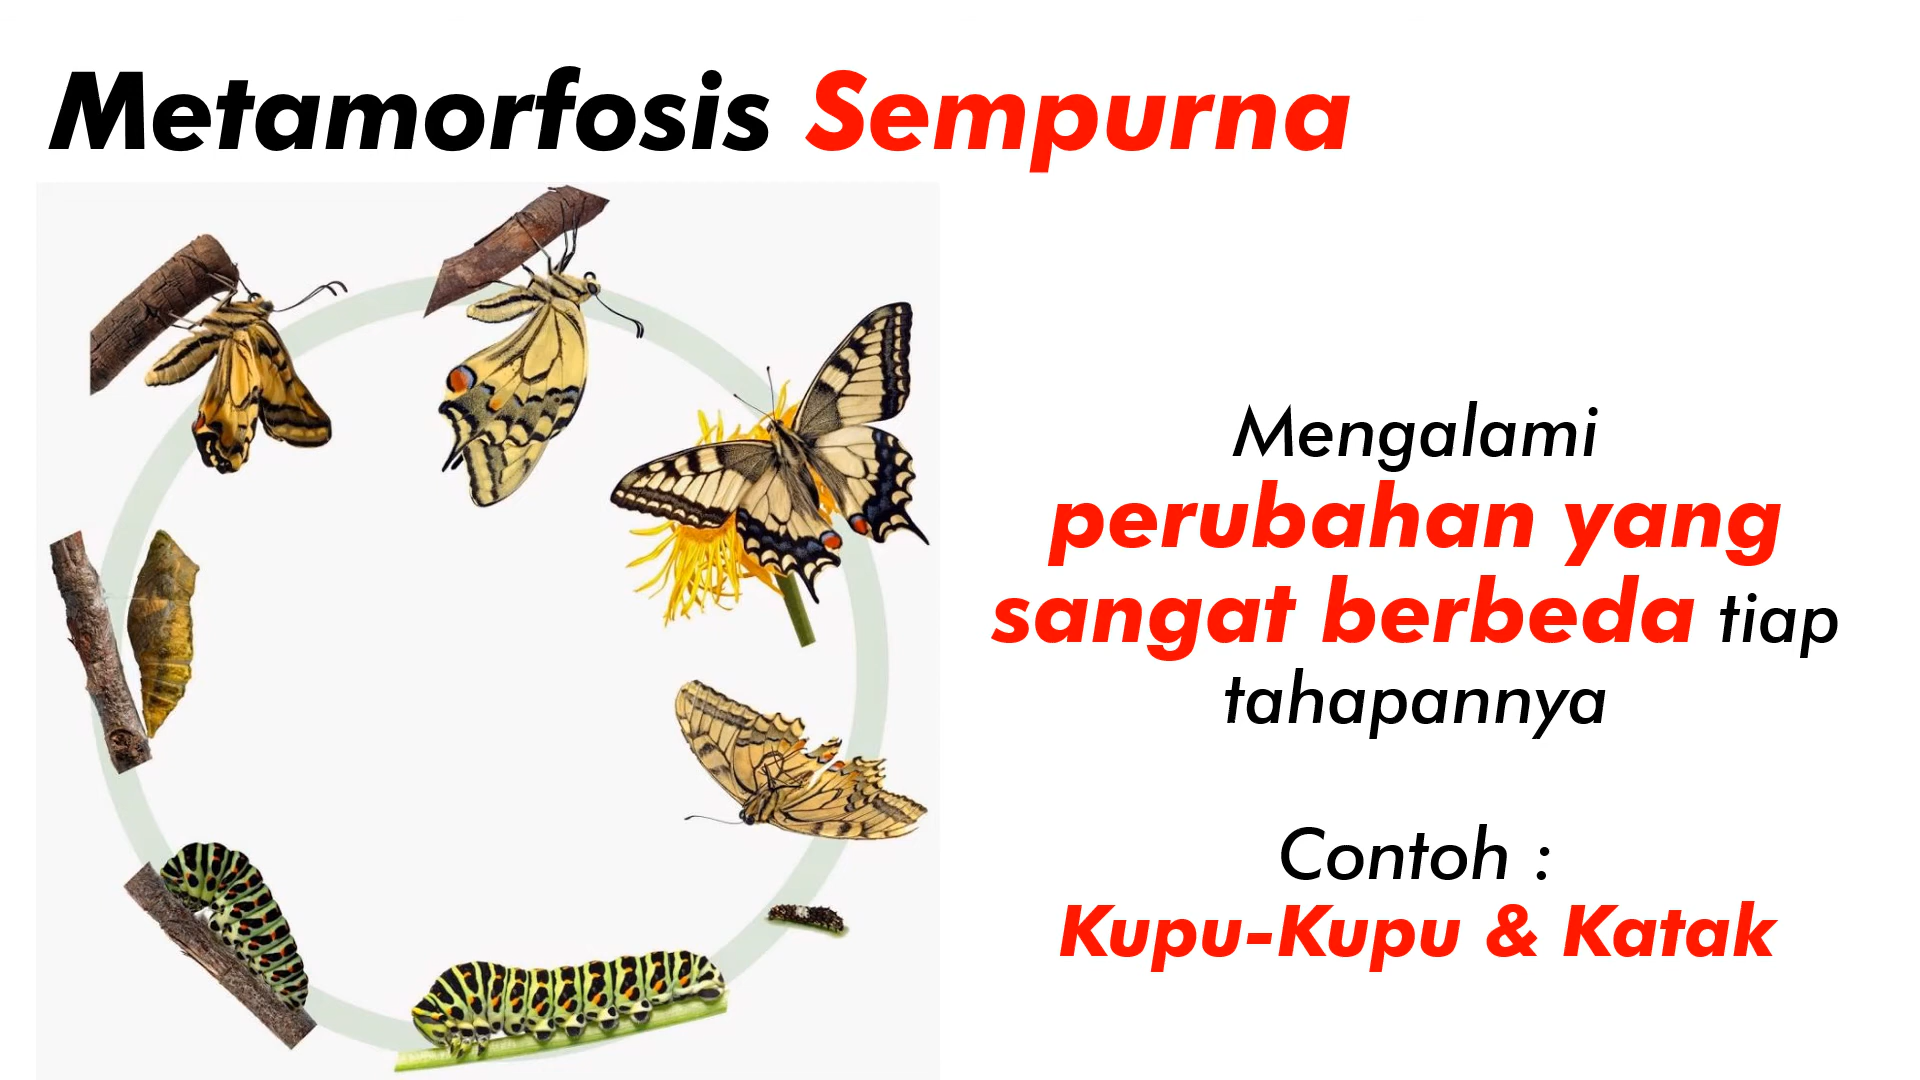 Metamorfosis Sempurna
Mengalami
perubahan yang
sangat berbeda tiap
tahapannya
Contoh :
Kupu-Kupu & Katak